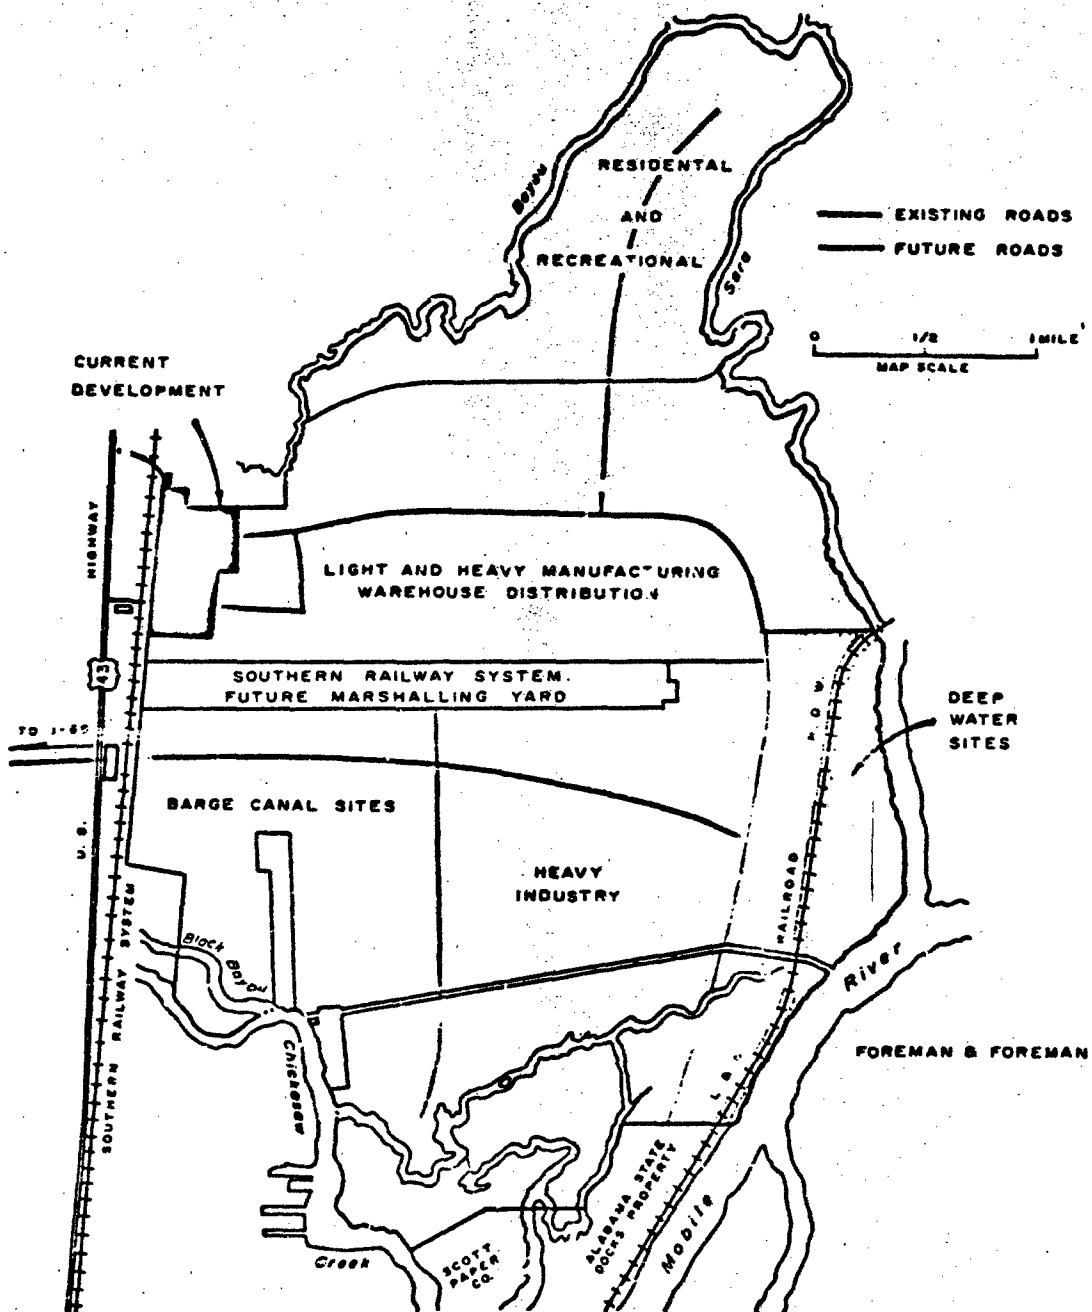 RESIDENTAL
AND
RECREATIONAL
Bayou
Sara
EXISTING ROADS
FUTURE ROADS
0 1/2 1 MILE
MAP SCALE
CURRENT
DEVELOPMENT
HIGHWAY
43
U.S.
LIGHT AND HEAVY MANUFACTURING
WAREHOUSE DISTRIBUTION
SOUTHERN RAILWAY SYSTEM.
FUTURE MARSHALLING YARD
DEEP
WATER
SITES
TO I-65
BARGE CANAL SITES
HEAVY
INDUSTRY
RAILROAD
SOUTHERN RAILWAY SYSTEM
Black Bayou
River
FOREMAN & FOREMAN
Chickasaw
Creek
SCOTT
PAPER
CO.
ALABAMA STATE
DOCKS PROPERTY
Mobile